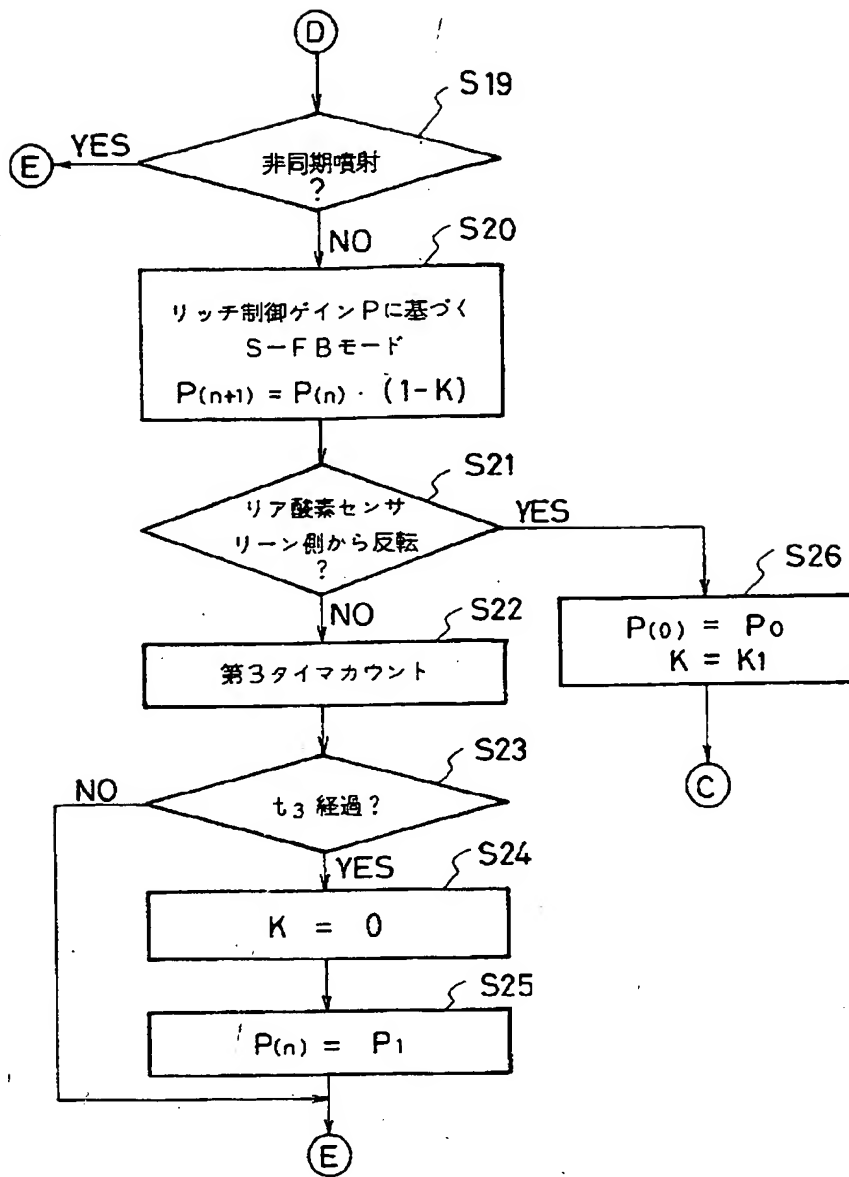 D
S19
YES
E
非同期噴射
?
NO
S20
リッチ制御ゲインPに基づく
S-FBモード
P(n+1) = P(n)・(1-K)
S21
リア酸素センサ
リーン側から反転
?
YES
NO
S26
P(0) = P0
K = K1
C
S22
第3タイマカウント
S23
t3 経過?
NO
YES
S24
K = 0
S25
P(n) = P1
E